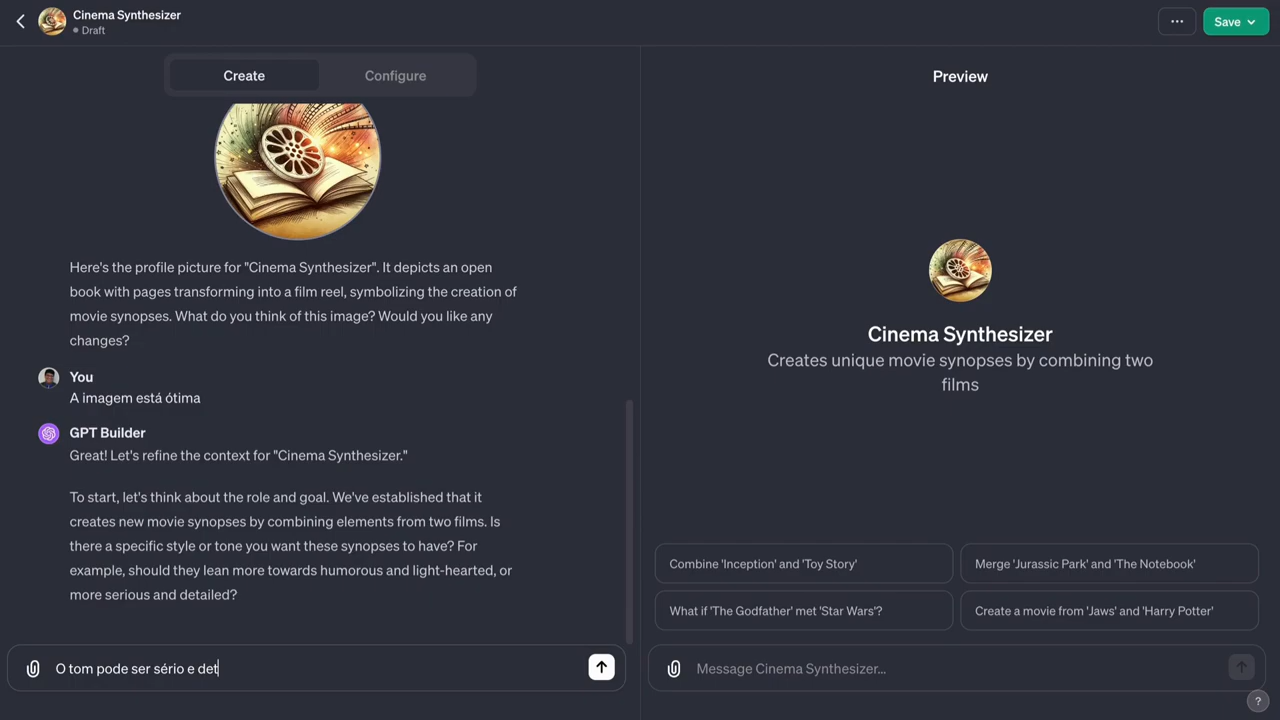 Cinema Synthesizer
Draft
Save
Create
Configure
Here's the profile picture for "Cinema Synthesizer". It depicts an open
book with pages transforming into a film reel, symbolizing the creation of
movie synopses. What do you think of this image? Would you like any
changes?
You
A imagem está ótima
GPT Builder
Great! Let's refine the context for "Cinema Synthesizer."
To start, let's think about the role and goal. We've established that it
creates new movie synopses by combining elements from two films. Is
there a specific style or tone you want these synopses to have? For
example, should they lean more towards humorous and light-hearted, or
more serious and detailed?
O tom pode ser sério e det
Preview
Cinema Synthesizer
Creates unique movie synopses by combining two
films
Combine 'Inception' and 'Toy Story'
Merge 'Jurassic Park' and 'The Notebook'
What if 'The Godfather' met 'Star Wars'?
Create a movie from 'Jaws' and 'Harry Potter'
Message Cinema Synthesizer...
?